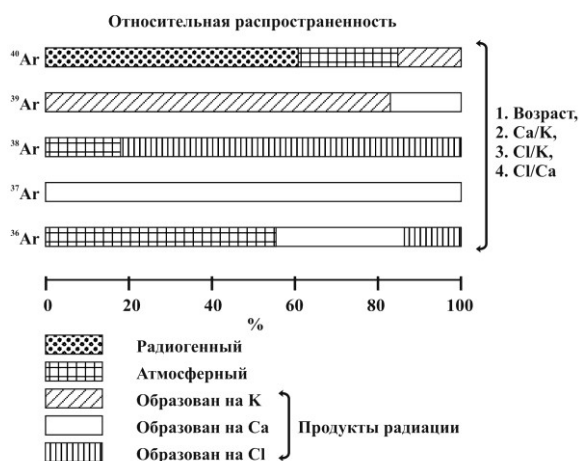 Относительная распространенность
⁴⁰Ar
³⁹Ar
³⁸Ar
³⁷Ar
³⁶Ar
1. Возраст,
2. Ca/K,
3. Cl/K,
4. Cl/Ca
0 20 40 60 80 100
%
Радиогенный
Атмосферный
Образован на K
Образован на Ca
Образован на Cl
Продукты радиации